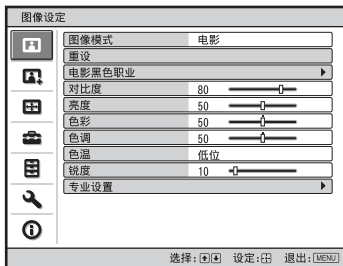 图像设定
图像模式 电影
重设
电影黑色职业
对比度 80
亮度 50
色彩 50
色调 50
色温 低位
锐度 10
专业设置
选择: 设定: 退出: MENU